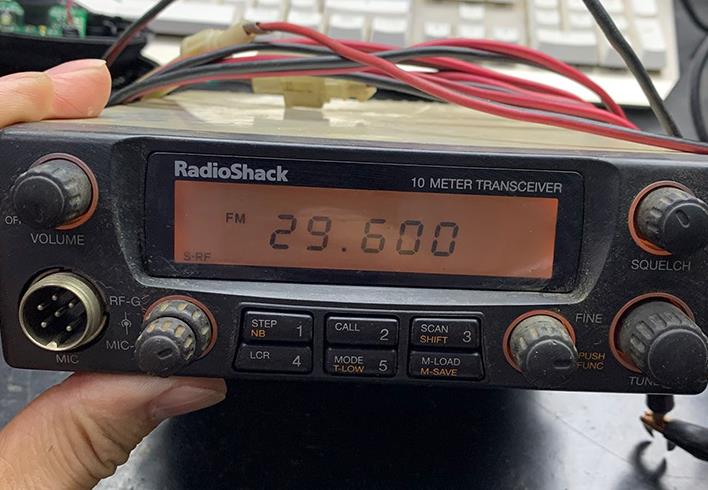 RadioShack
10 METER TRANSCEIVER
FM 29.600
S·RF
VOLUME
SQUELCH
RF-G
MIC
MIC-
STEP 1
NB
CALL 2
SCAN 3
SHIFT
LCR 4
MODE 5
T-LOW
M-LOAD
M-SAVE
FINE
PUSH
FUNC